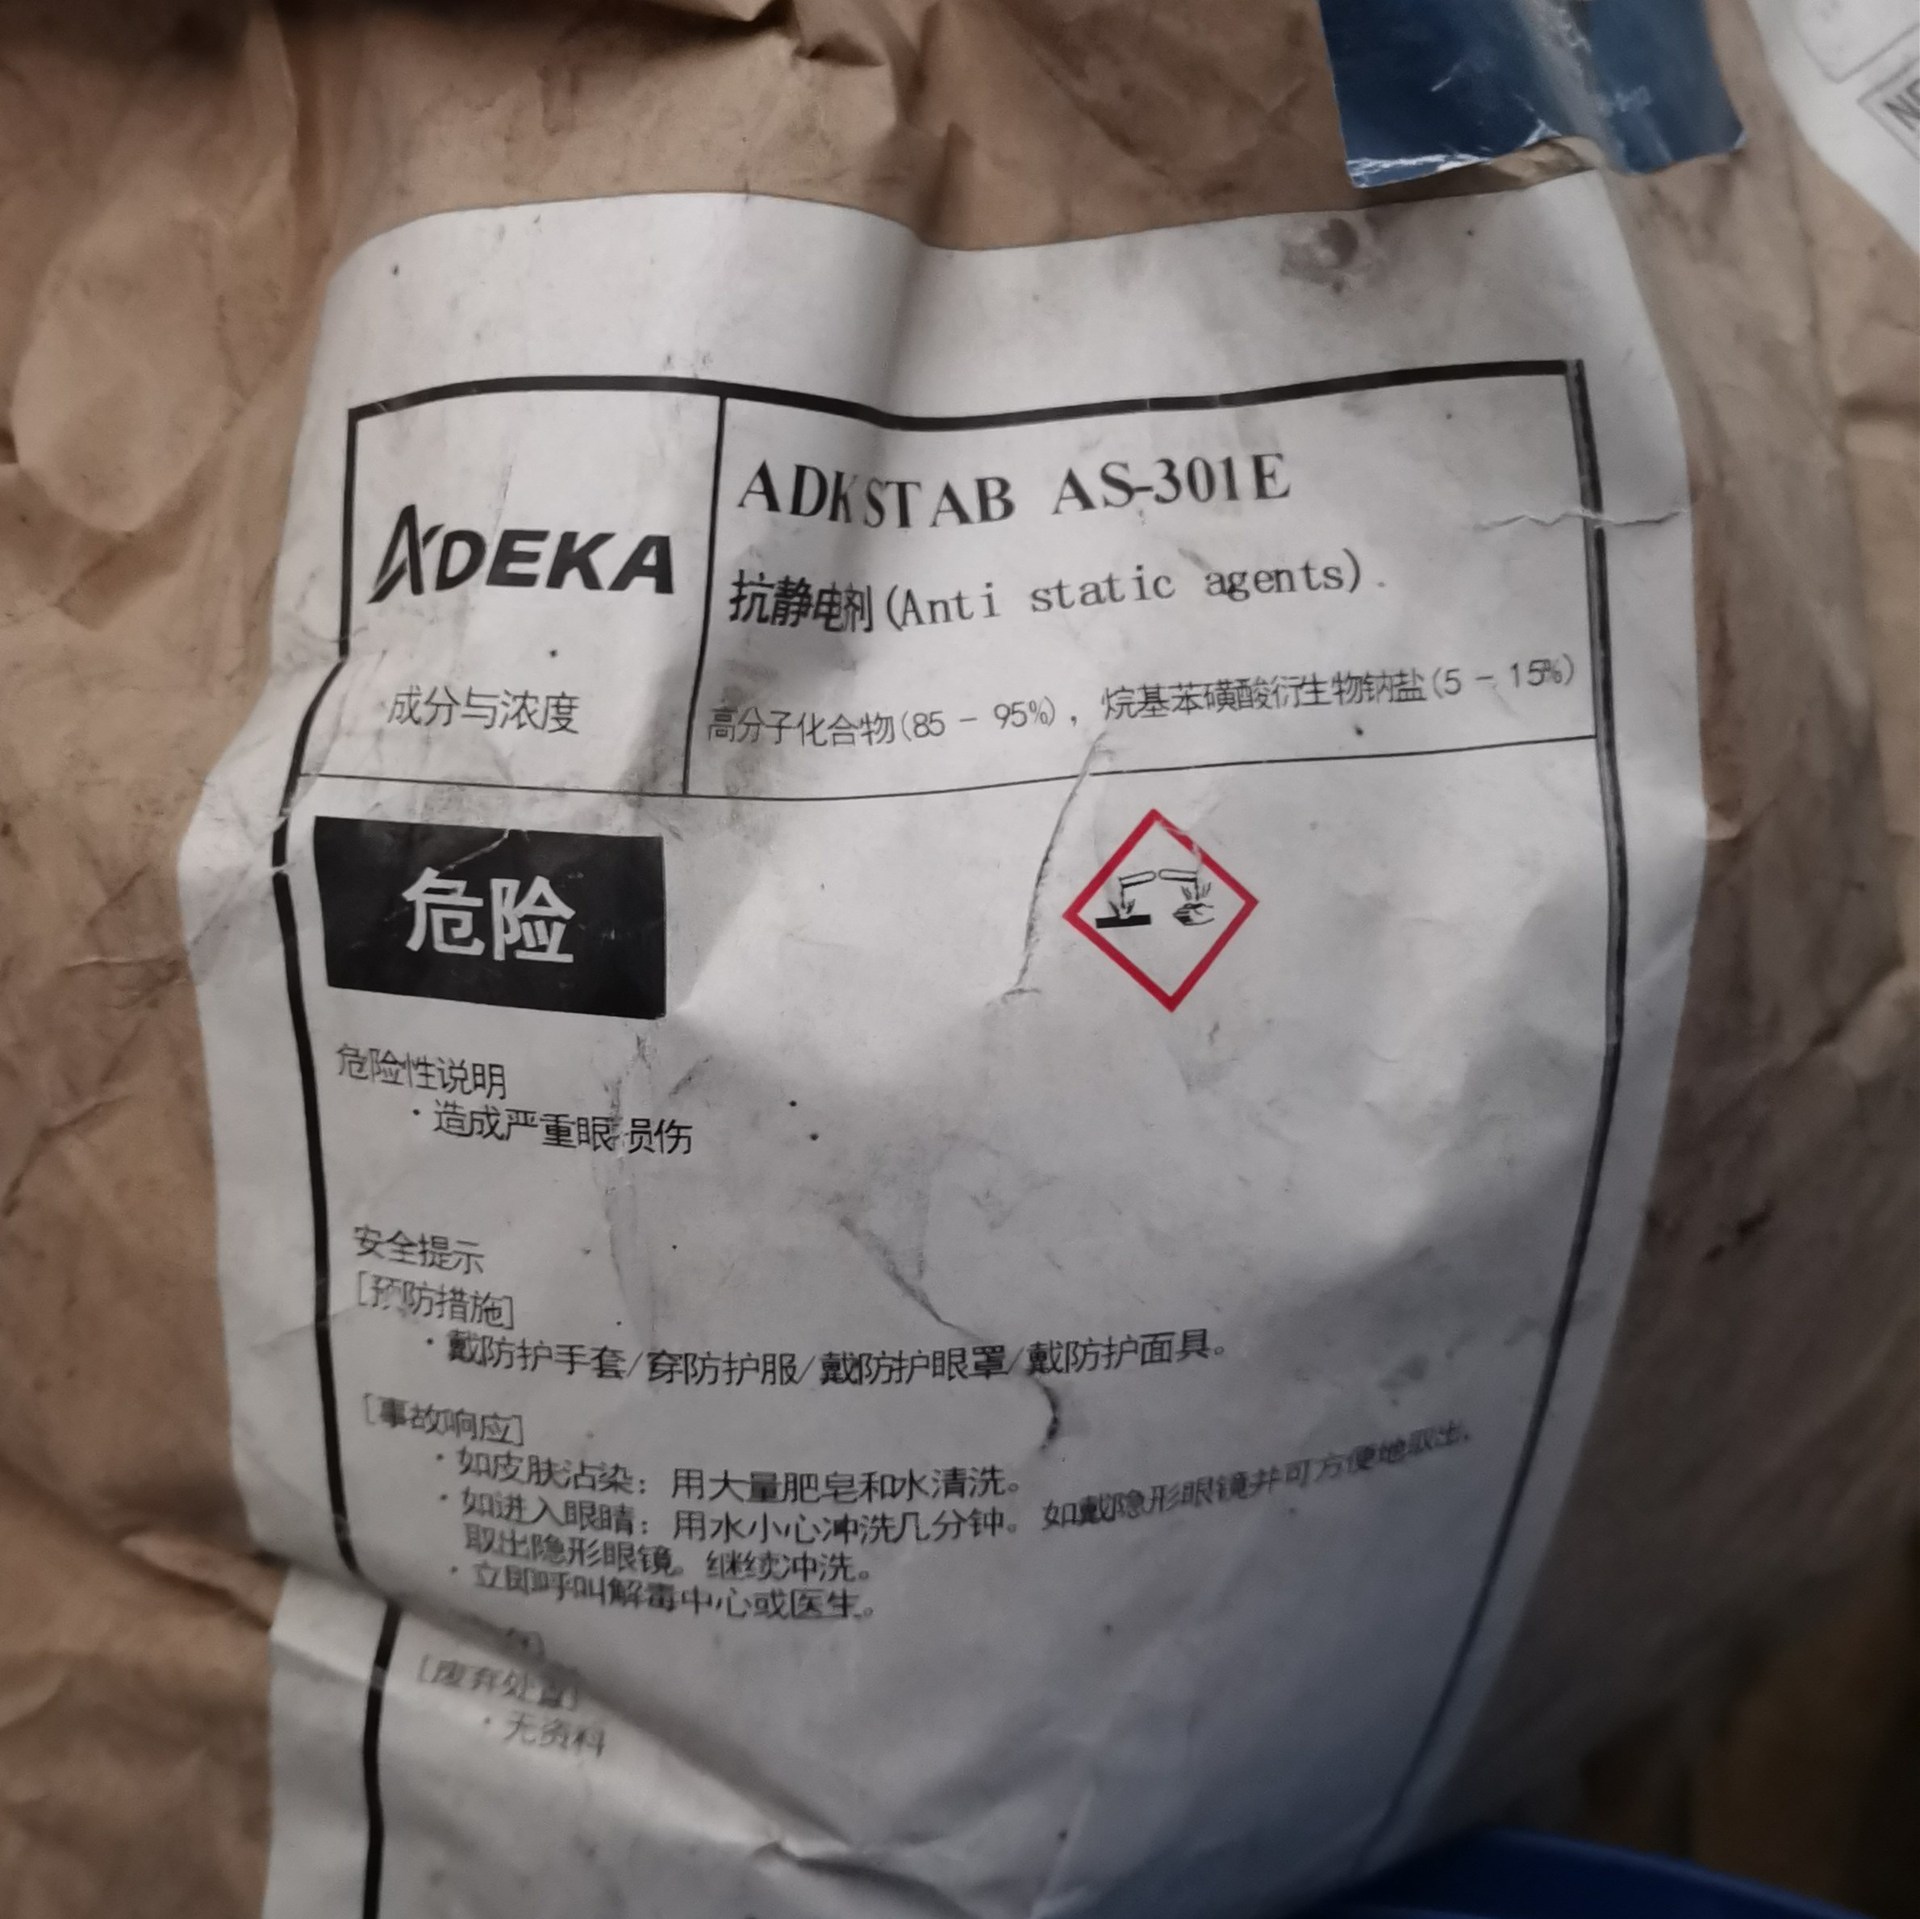 NE
ADEKA
ADK STAB AS-301E
抗静电剂(Anti static agents).
成分与浓度
高分子化合物(85 - 95%), 烷基苯磺酸衍生物钠盐(5 - 15%)
危险
危险性说明
・造成严重眼损伤
安全提示
[预防措施]
・戴防护手套/穿防护服/戴防护眼罩/戴防护面具。
[事故响应]
・如皮肤沾染: 用大量肥皂和水清洗。
・如进入眼睛: 用水小心冲洗几分钟。如戴隐形眼镜并可方便地取出,
取出隐形眼镜。继续冲洗。
・立即呼叫解毒中心或医生。
[废弃处置]
・无资料